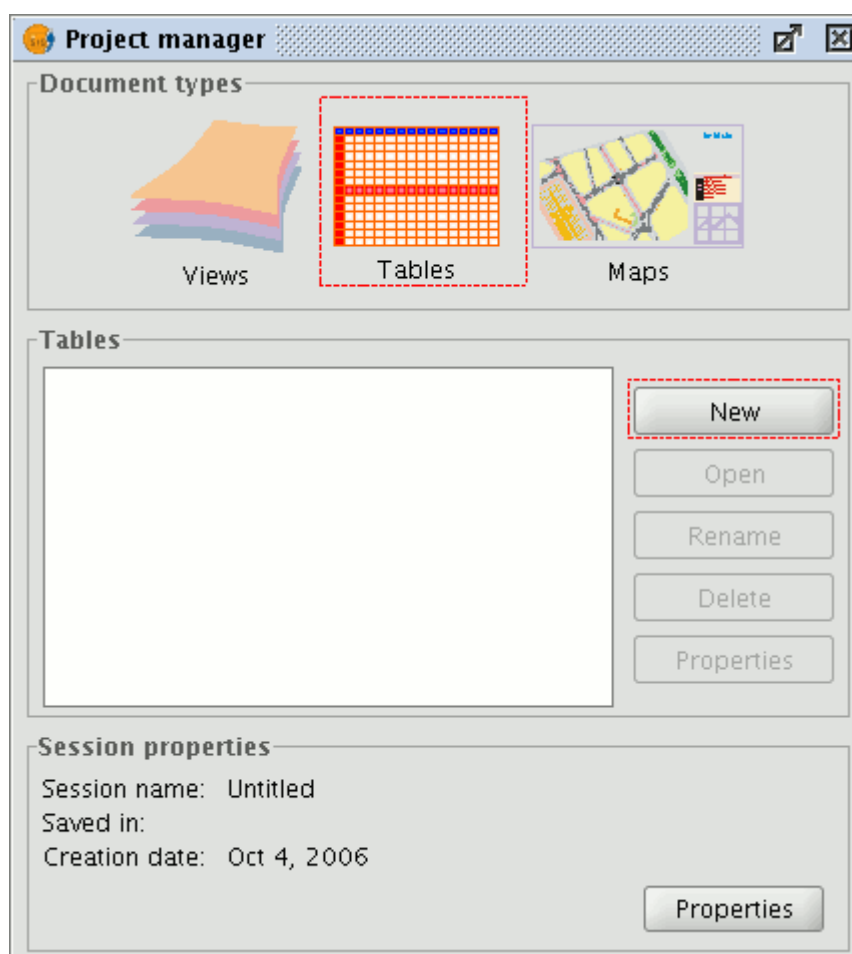 Project manager
Document types
Views
Tables
Maps
Tables
New
Open
Rename
Delete
Properties
Session properties
Session name: Untitled
Saved in:
Creation date: Oct 4, 2006
Properties